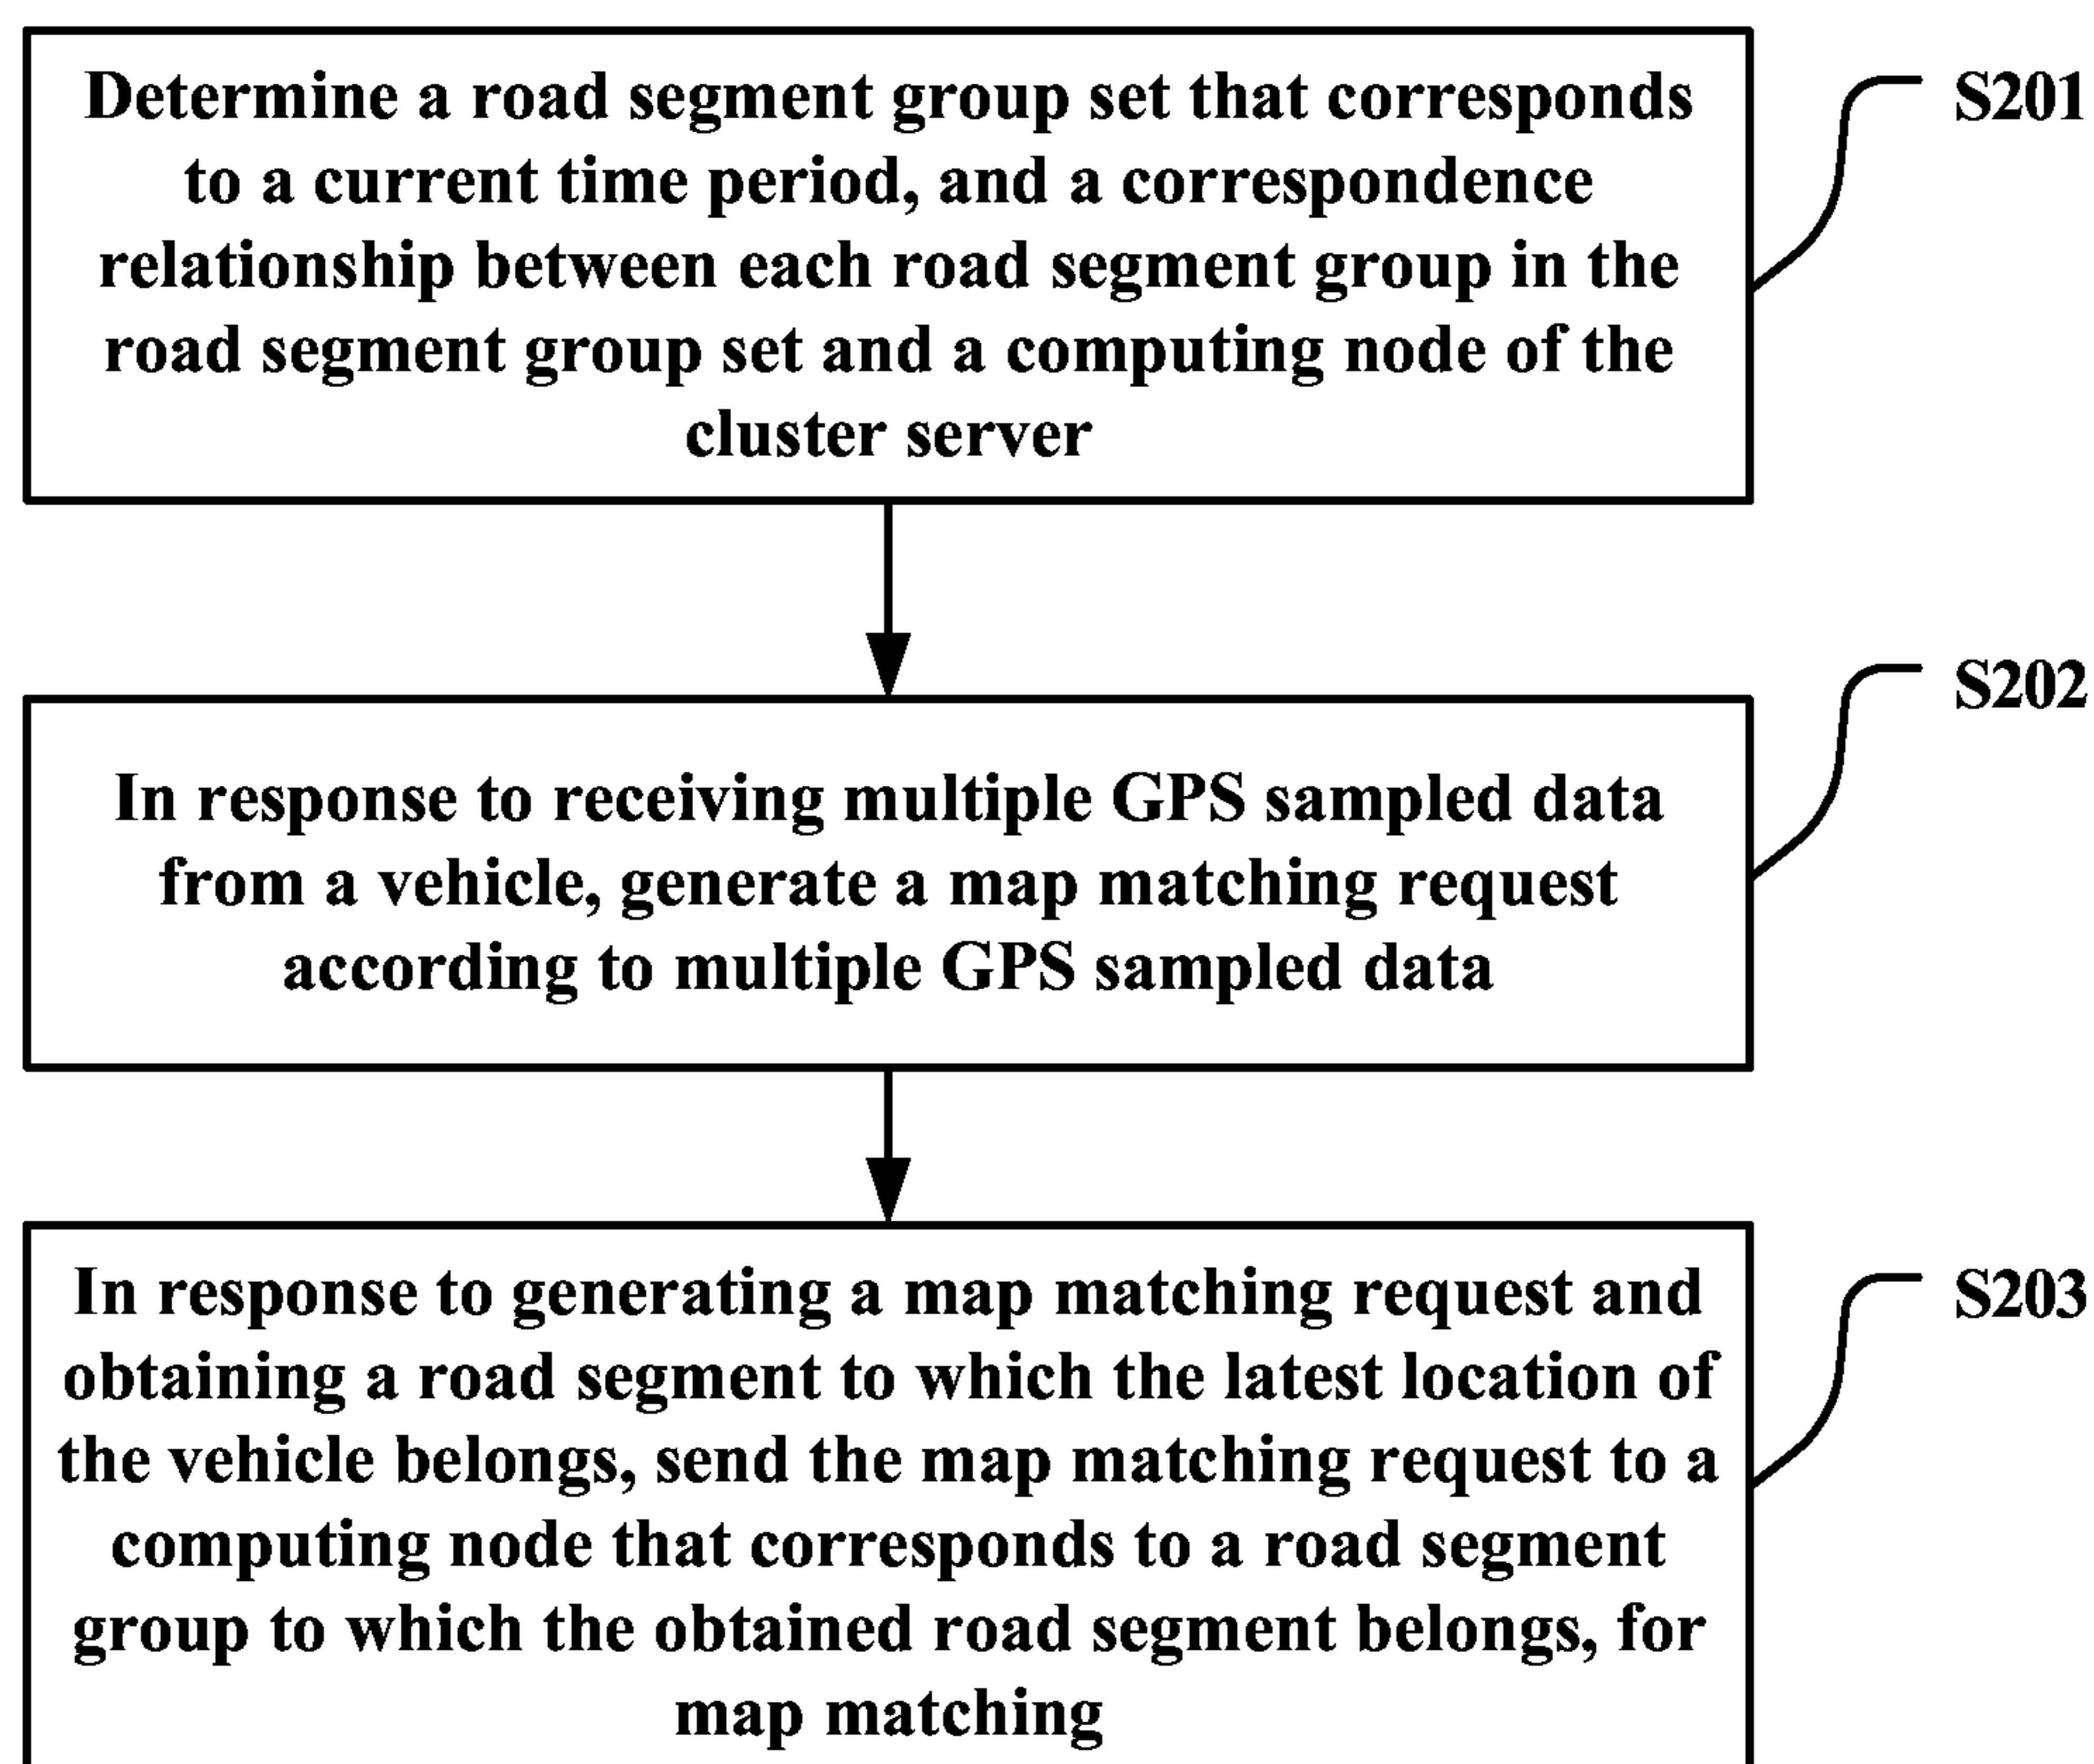 Determine a road segment group set that corresponds
to a current time period, and a correspondence
relationship between each road segment group in the
road segment group set and a computing node of the
cluster server
S201
In response to receiving multiple GPS sampled data
from a vehicle, generate a map matching request
according to multiple GPS sampled data
S202
In response to generating a map matching request and
obtaining a road segment to which the latest location of
the vehicle belongs, send the map matching request to a
computing node that corresponds to a road segment
group to which the obtained road segment belongs, for
map matching
S203